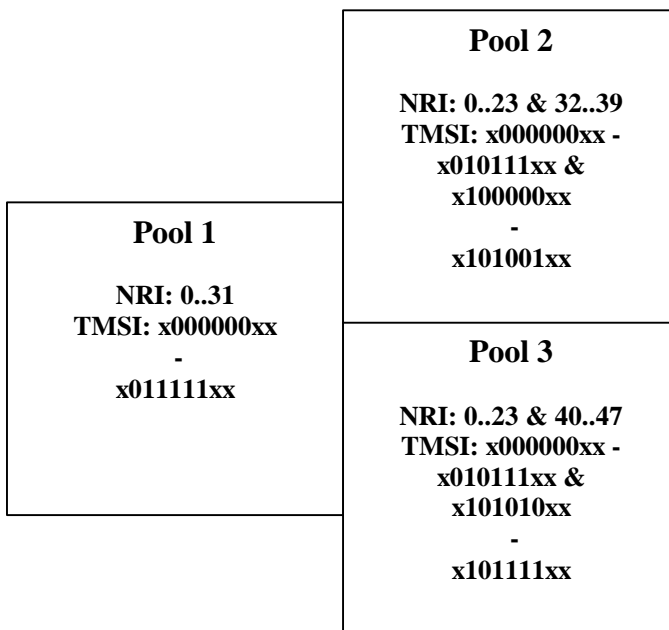 Pool 2
NRI: 0..23 & 32..39
TMSI: x000000xx -
x010111xx &
x100000xx
-
x101001xx
Pool 1
NRI: 0..31
TMSI: x000000xx
-
x011111xx
Pool 3
NRI: 0..23 & 40..47
TMSI: x000000xx -
x010111xx &
x101010xx
-
x101111xx